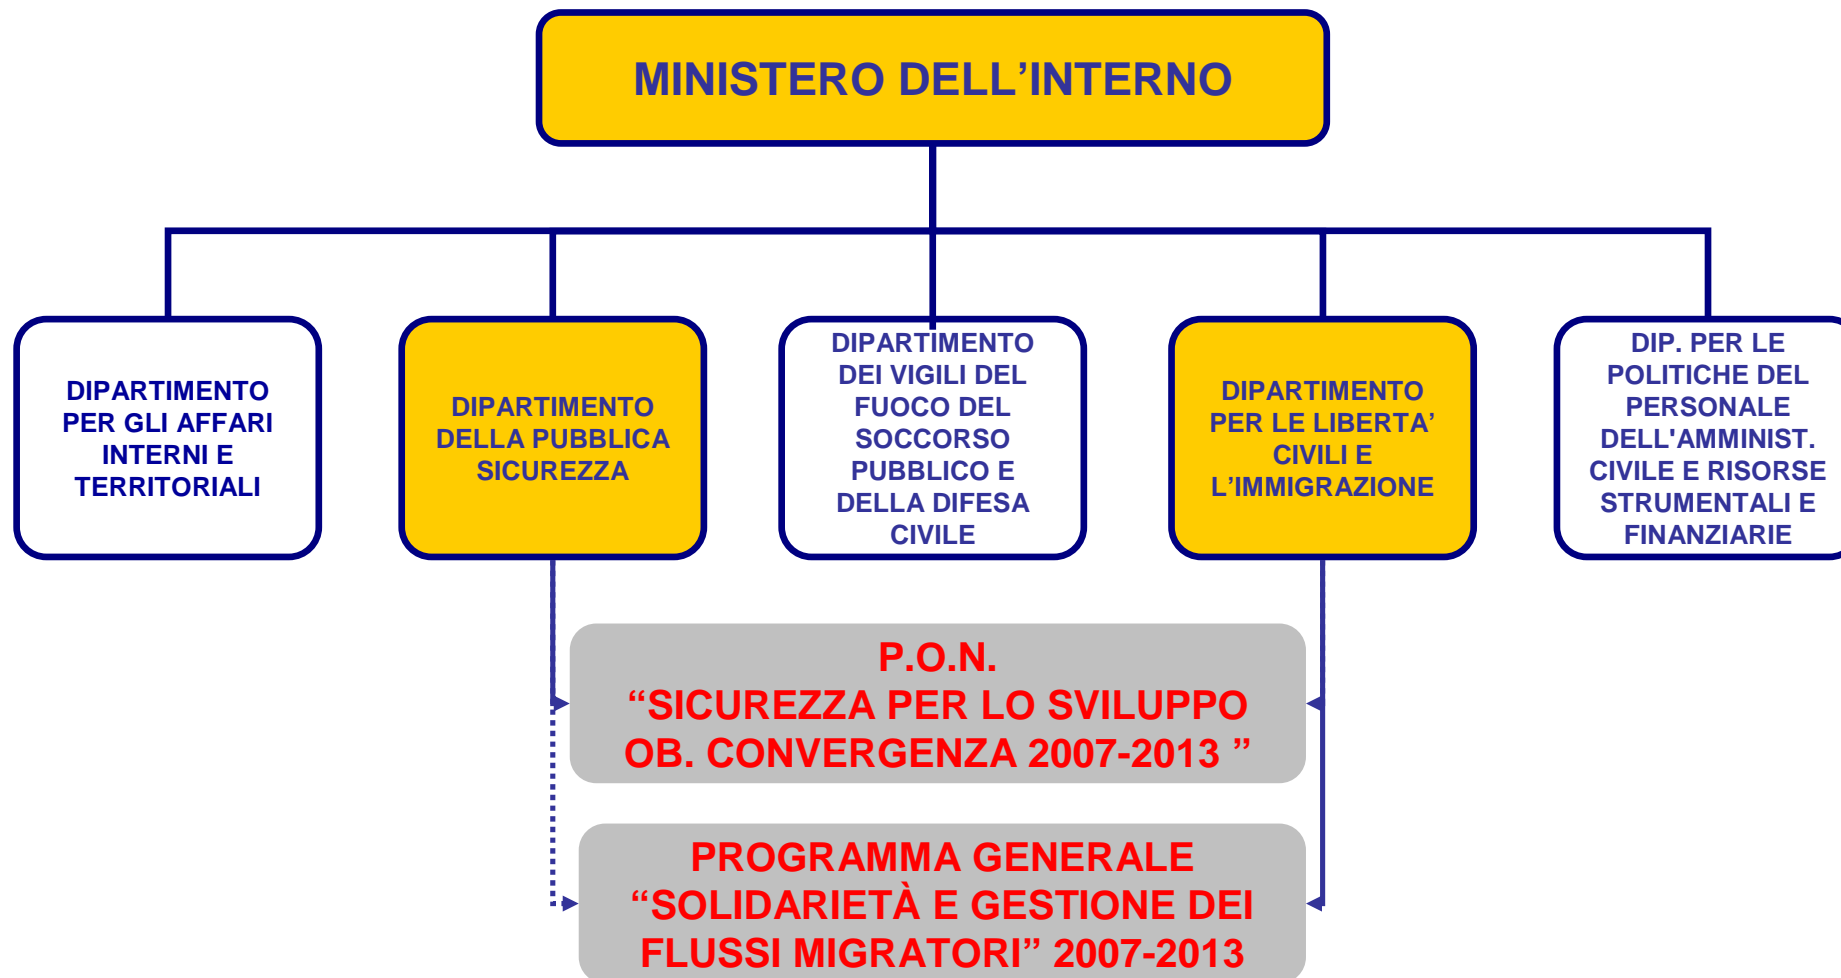 MINISTERO DELL’INTERNO
DIPARTIMENTO
PER GLI AFFARI
INTERNI E
TERRITORIALI
DIPARTIMENTO
DELLA PUBBLICA
SICUREZZA
DIPARTIMENTO
DEI VIGILI DEL
FUOCO DEL
SOCCORSO
PUBBLICO E
DELLA DIFESA
CIVILE
DIPARTIMENTO
PER LE LIBERTA’
CIVILI E
L’IMMIGRAZIONE
DIP. PER LE
POLITICHE DEL
PERSONALE
DELL'AMMINIST.
CIVILE E RISORSE
STRUMENTALI E
FINANZIARIE
P.O.N.
“SICUREZZA PER LO SVILUPPO
OB. CONVERGENZA 2007-2013 ”
PROGRAMMA GENERALE
“SOLIDARIETÀ E GESTIONE DEI
FLUSSI MIGRATORI” 2007-2013